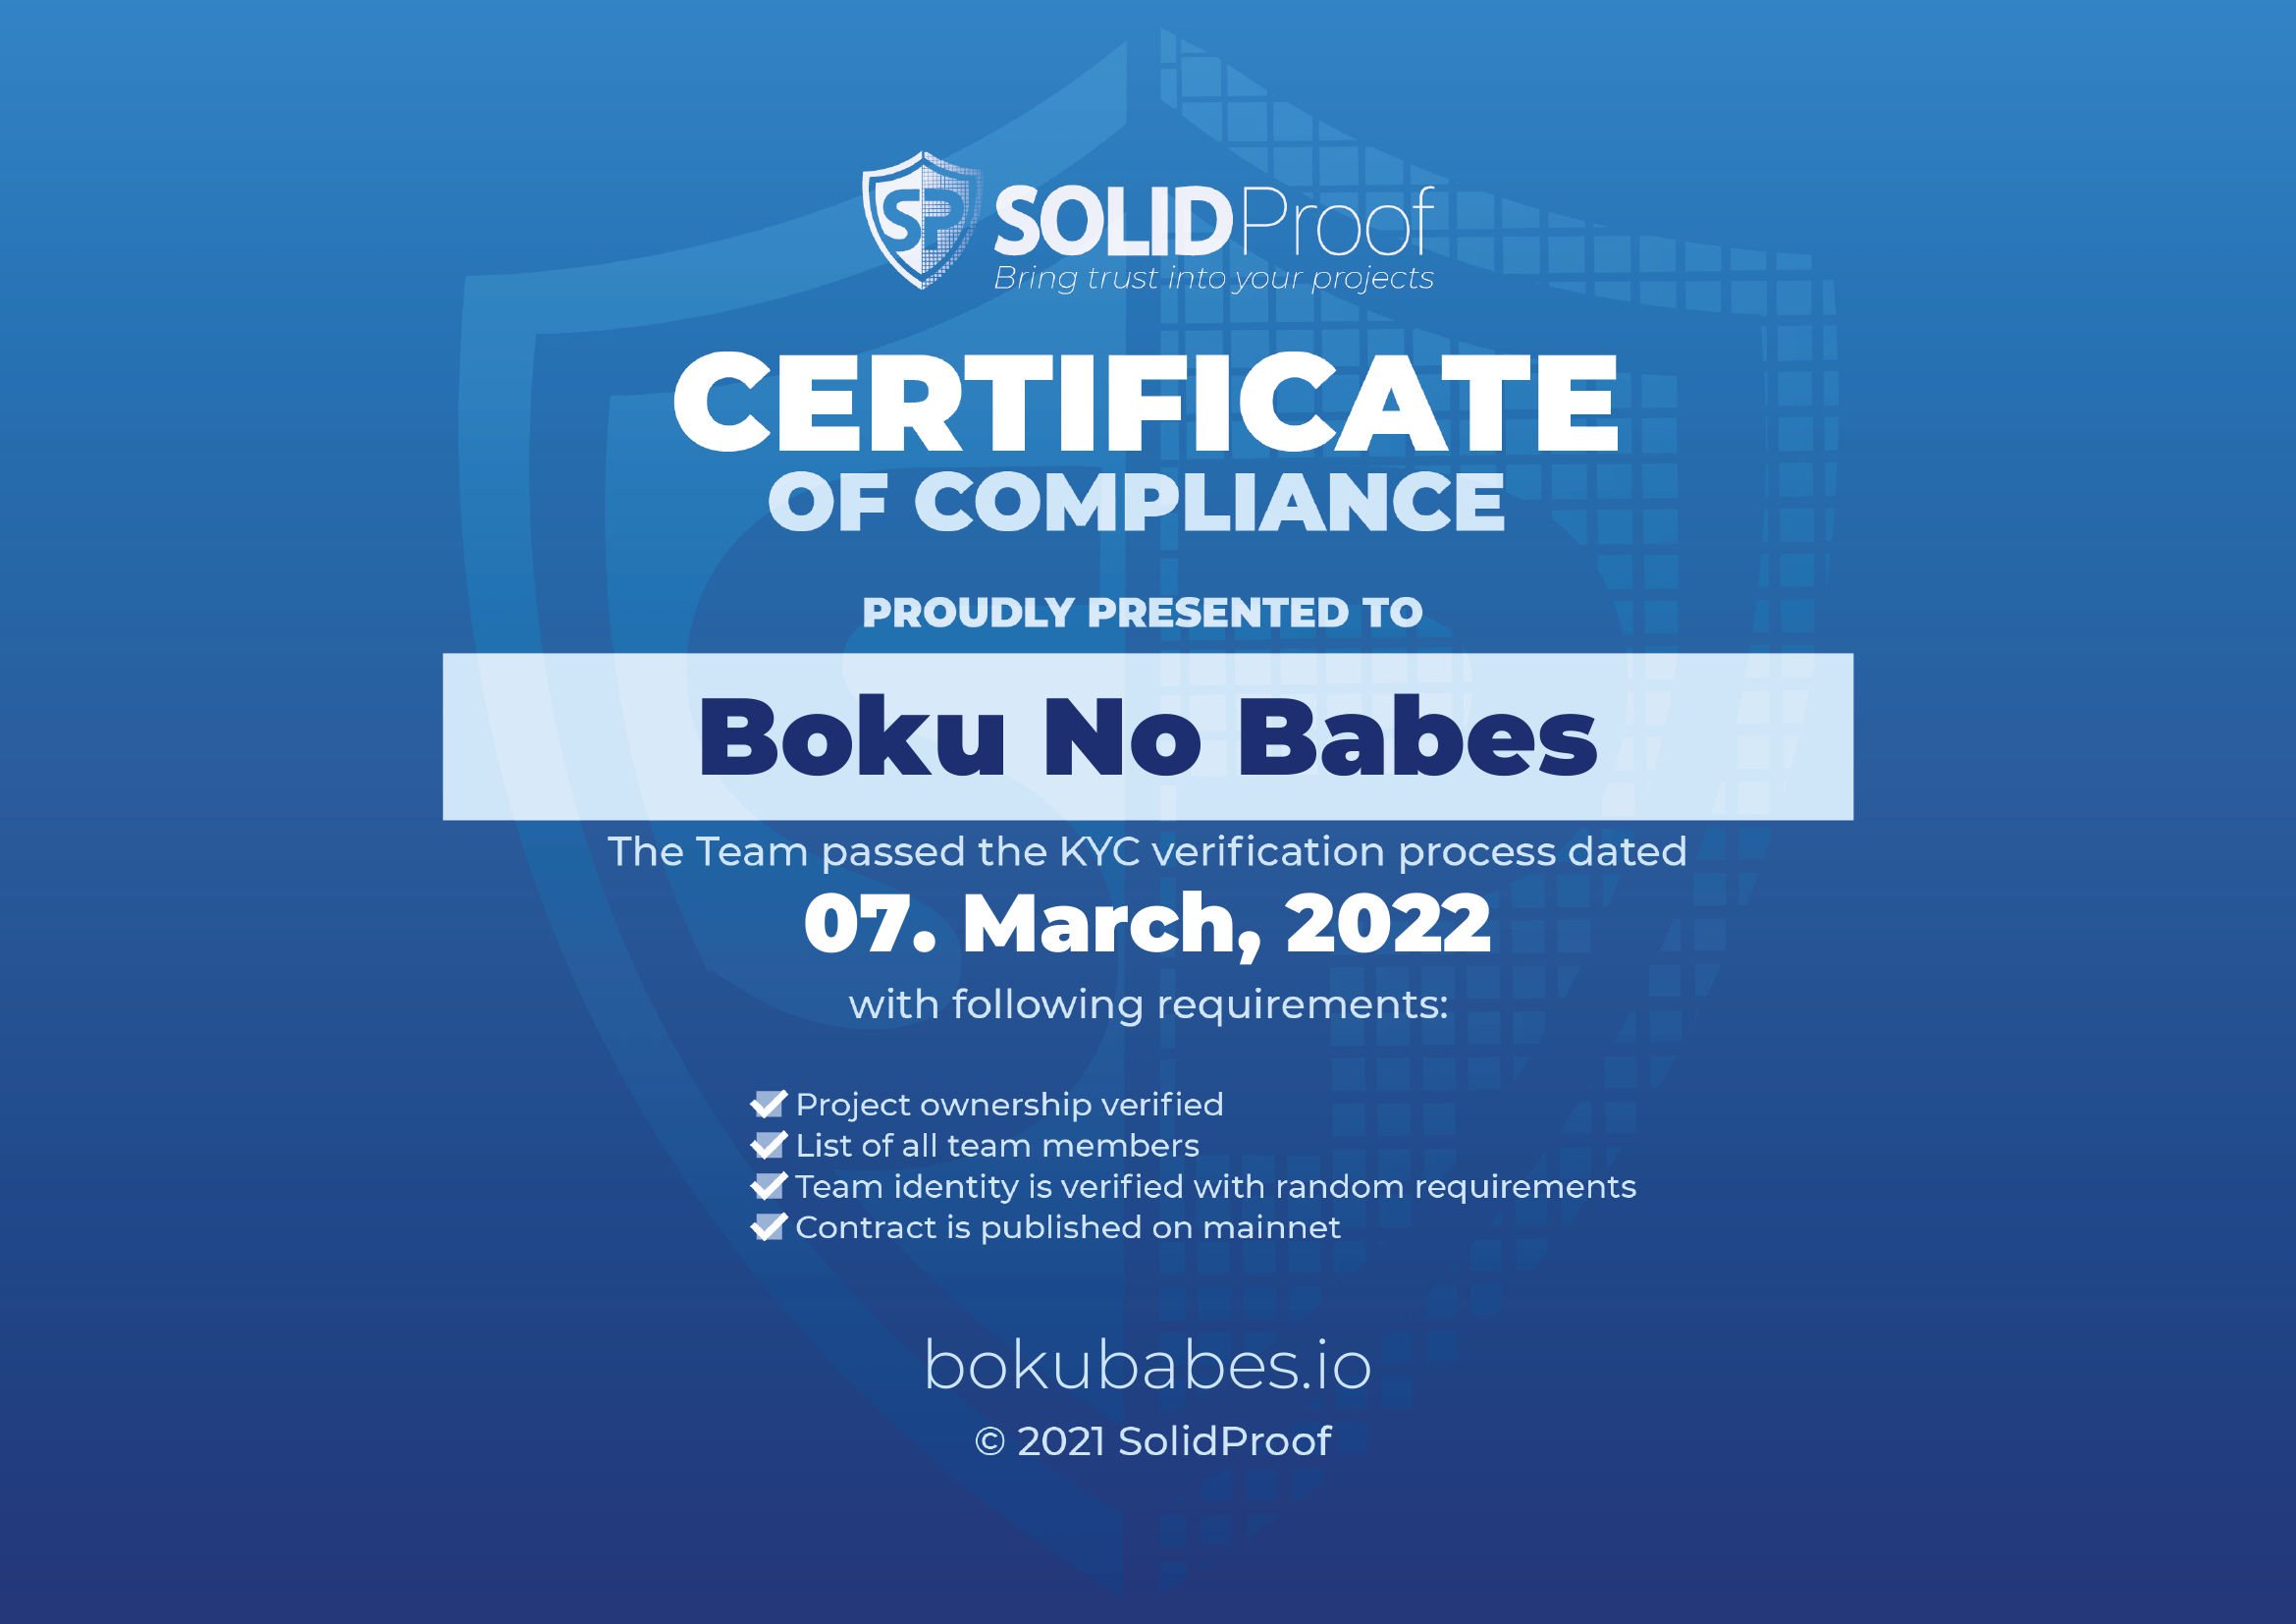 SP SOLIDProof
Bring trust into your projects
CERTIFICATE
OF COMPLIANCE
PROUDLY PRESENTED TO
Boku No Babes
The Team passed the KYC verification process dated
07. March, 2022
with following requirements:
Project ownership verified
List of all team members
Team identity is verified with random requirements
Contract is published on mainnet
bokubabes.io
© 2021 SolidProof